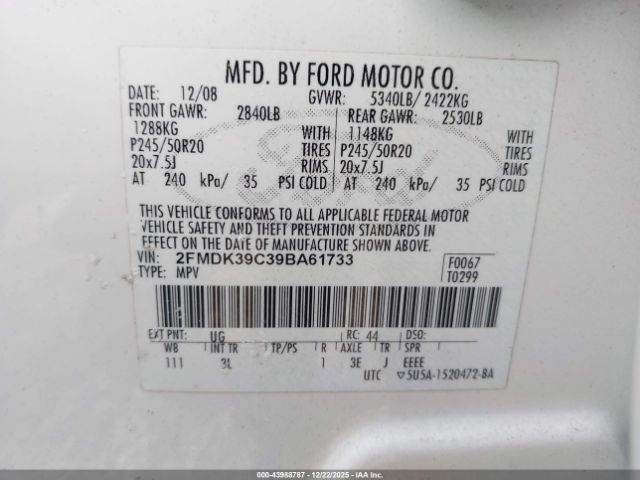 MFD. BY FORD MOTOR CO.
DATE: 12/08 GVWR: 5340LB/ 2422KG
FRONT GAWR: 2840LB REAR GAWR: 2530LB
1288KG WITH 1148KG WITH
P245/50R20 TIRES P245/50R20 TIRES
20x7.5J RIMS 20x7.5J RIMS
AT 240 kPa/ 35 PSI COLD AT 240 kPa/ 35 PSI COLD
THIS VEHICLE CONFORMS TO ALL APPLICABLE FEDERAL MOTOR
VEHICLE SAFETY AND THEFT PREVENTION STANDARDS IN
EFFECT ON THE DATE OF MANUFACTURE SHOWN ABOVE.
VIN: 2FMDK39C39BA61733 F0067
TYPE: MPV T0299
EXT PNT: UG RC: 44 DSO:
WB INT TR TP/PS R AXLE TR SPR
111 3L 1 3E J EEEE
UTC ▽5U5A-1520472-BA
000-43988787 - 12/22/2025 - IAA Inc.